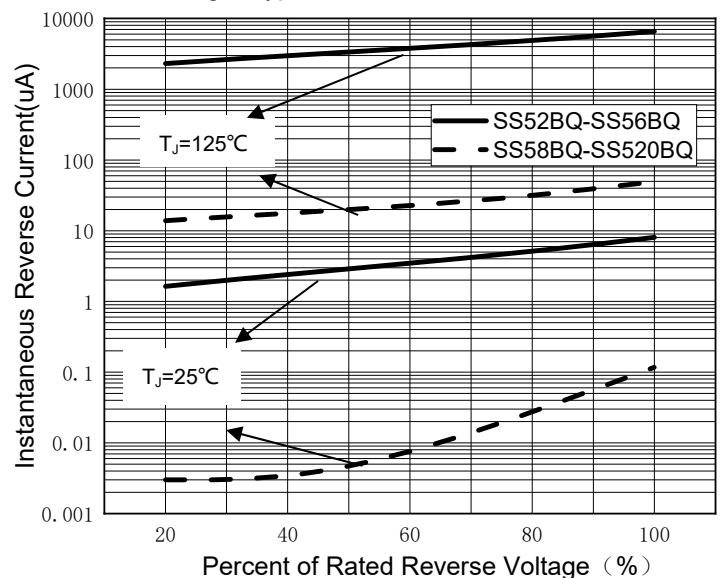 10000
1000
100
10
1
0.1
0.01
0.001
Instantaneous Reverse Current(uA)
SS52BQ-SS56BQ
SS58BQ-SS520BQ
TJ=125℃
TJ=25℃
20 40 60 80 100
Percent of Rated Reverse Voltage（%）